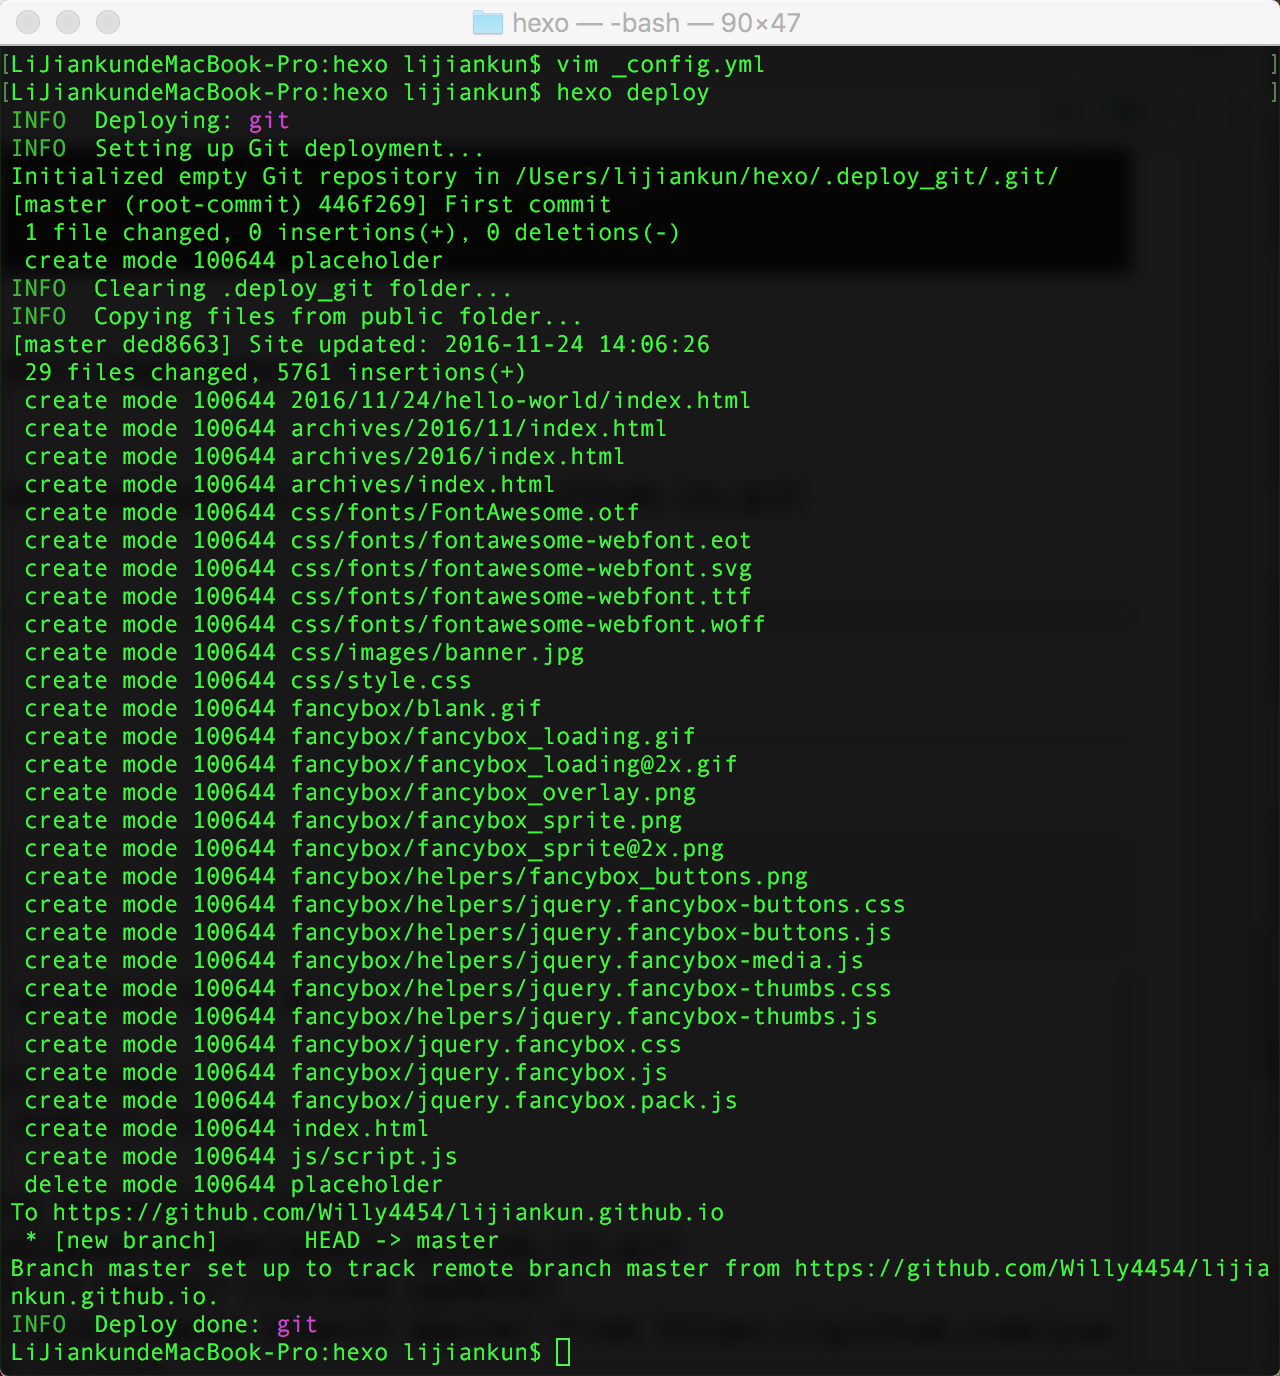 hexo — -bash — 90×47
[LiJiankundeMacBook-Pro:hexo lijiankun$ vim _config.yml ]
[LiJiankundeMacBook-Pro:hexo lijiankun$ hexo deploy ]
INFO  Deploying: git
INFO  Setting up Git deployment...
Initialized empty Git repository in /Users/lijiankun/hexo/.deploy_git/.git/
[master (root-commit) 446f269] First commit
 1 file changed, 0 insertions(+), 0 deletions(-)
 create mode 100644 placeholder
INFO  Clearing .deploy_git folder...
INFO  Copying files from public folder...
[master ded8663] Site updated: 2016-11-24 14:06:26
 29 files changed, 5761 insertions(+)
 create mode 100644 2016/11/24/hello-world/index.html
 create mode 100644 archives/2016/11/index.html
 create mode 100644 archives/2016/index.html
 create mode 100644 archives/index.html
 create mode 100644 css/fonts/FontAwesome.otf
 create mode 100644 css/fonts/fontawesome-webfont.eot
 create mode 100644 css/fonts/fontawesome-webfont.svg
 create mode 100644 css/fonts/fontawesome-webfont.ttf
 create mode 100644 css/fonts/fontawesome-webfont.woff
 create mode 100644 css/images/banner.jpg
 create mode 100644 css/style.css
 create mode 100644 fancybox/blank.gif
 create mode 100644 fancybox/fancybox_loading.gif
 create mode 100644 fancybox/fancybox_loading@2x.gif
 create mode 100644 fancybox/fancybox_overlay.png
 create mode 100644 fancybox/fancybox_sprite.png
 create mode 100644 fancybox/fancybox_sprite@2x.png
 create mode 100644 fancybox/helpers/fancybox_buttons.png
 create mode 100644 fancybox/helpers/jquery.fancybox-buttons.css
 create mode 100644 fancybox/helpers/jquery.fancybox-buttons.js
 create mode 100644 fancybox/helpers/jquery.fancybox-media.js
 create mode 100644 fancybox/helpers/jquery.fancybox-thumbs.css
 create mode 100644 fancybox/helpers/jquery.fancybox-thumbs.js
 create mode 100644 fancybox/jquery.fancybox.css
 create mode 100644 fancybox/jquery.fancybox.js
 create mode 100644 fancybox/jquery.fancybox.pack.js
 create mode 100644 index.html
 create mode 100644 js/script.js
 delete mode 100644 placeholder
To https://github.com/Willy4454/lijiankun.github.io
 * [new branch]      HEAD -> master
Branch master set up to track remote branch master from https://github.com/Willy4454/lijia
nkun.github.io.
INFO  Deploy done: git
LiJiankundeMacBook-Pro:hexo lijiankun$